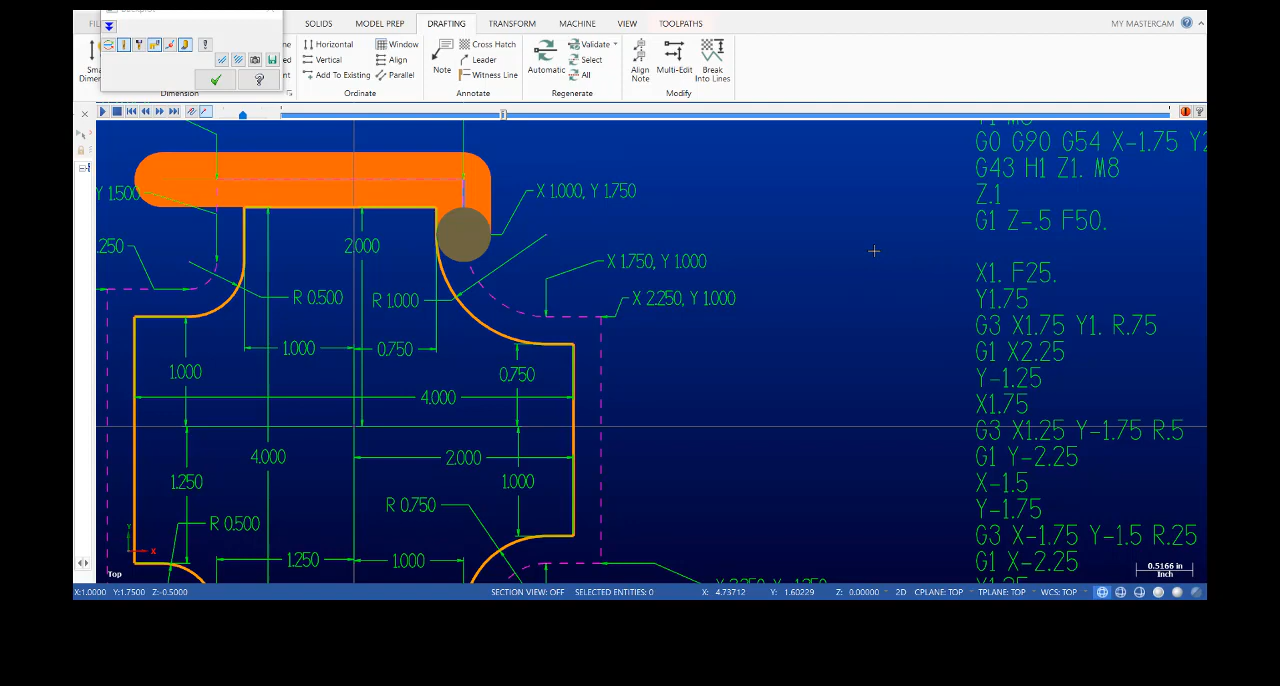 SOLIDS MODEL PREP DRAFTING TRANSFORM MACHINE VIEW TOOLPATHS MY MASTERCAM
Horizontal Window Cross Hatch Validate
Vertical Align Leader Select
Add To Existing Parallel Note Witness Line Automatic All Align Note Multi-Edit Break Into Lines
Dimension Ordinate Annotate Regenerate Modify
G0 G90 G54 X-1.75
G43 H1 Z1. M8
Z.1
G1 Z-.5 F50.
X1. F25.
Y1.75
G3 X1.75 Y1. R.75
G1 X2.25
Y-1.25
X1.75
G3 X1.25 Y-1.75 R.5
G1 Y-2.25
X-1.5
Y-1.75
G3 X-1.75 Y-1.5 R.25
G1 X-2.25
Y 1.500
X 1.000, Y 1.750
2.000
.250
X 1.750, Y 1.000
R 0.500
R 1.000
X 2.250, Y 1.000
1.000
0.750
1.000
0.750
4.000
4.000
2.000
1.250
1.000
R 0.750
R 0.500
1.250
1.000
Y
X
Top
0.5166 in
Inch
X:1.0000 Y:1.7500 Z:-0.5000 SECTION VIEW: OFF SELECTED ENTITIES: 0 X: 4.73712 Y: 1.60229 Z: 0.00000 2D CPLANE: TOP TPLANE: TOP WCS: TOP